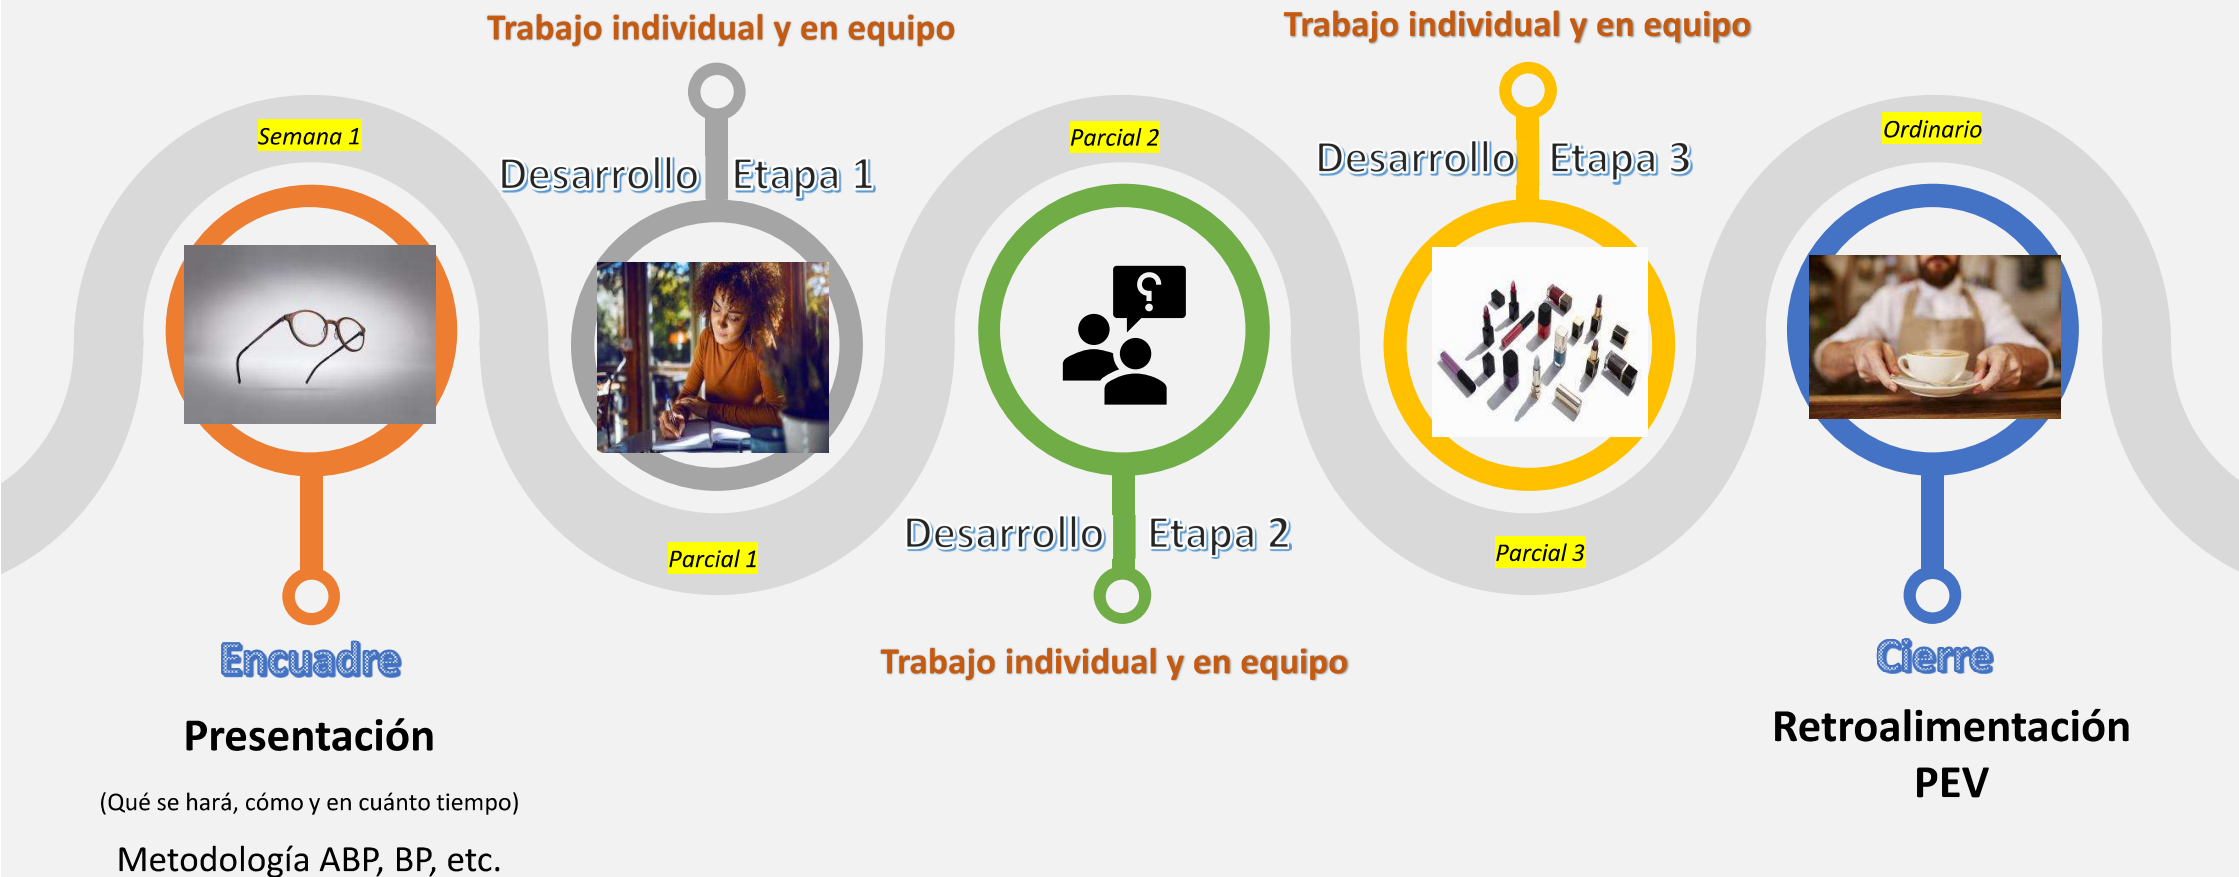 Trabajo individual y en equipo
Trabajo individual y en equipo
Semana 1
Parcial 2
Ordinario
Desarrollo Etapa 1
Desarrollo Etapa 3
Desarrollo Etapa 2
Parcial 1
Parcial 3
Encuadre
Trabajo individual y en equipo
Cierre
Presentación
(Qué se hará, cómo y en cuánto tiempo)
Metodología ABP, BP, etc.
Retroalimentación
PEV